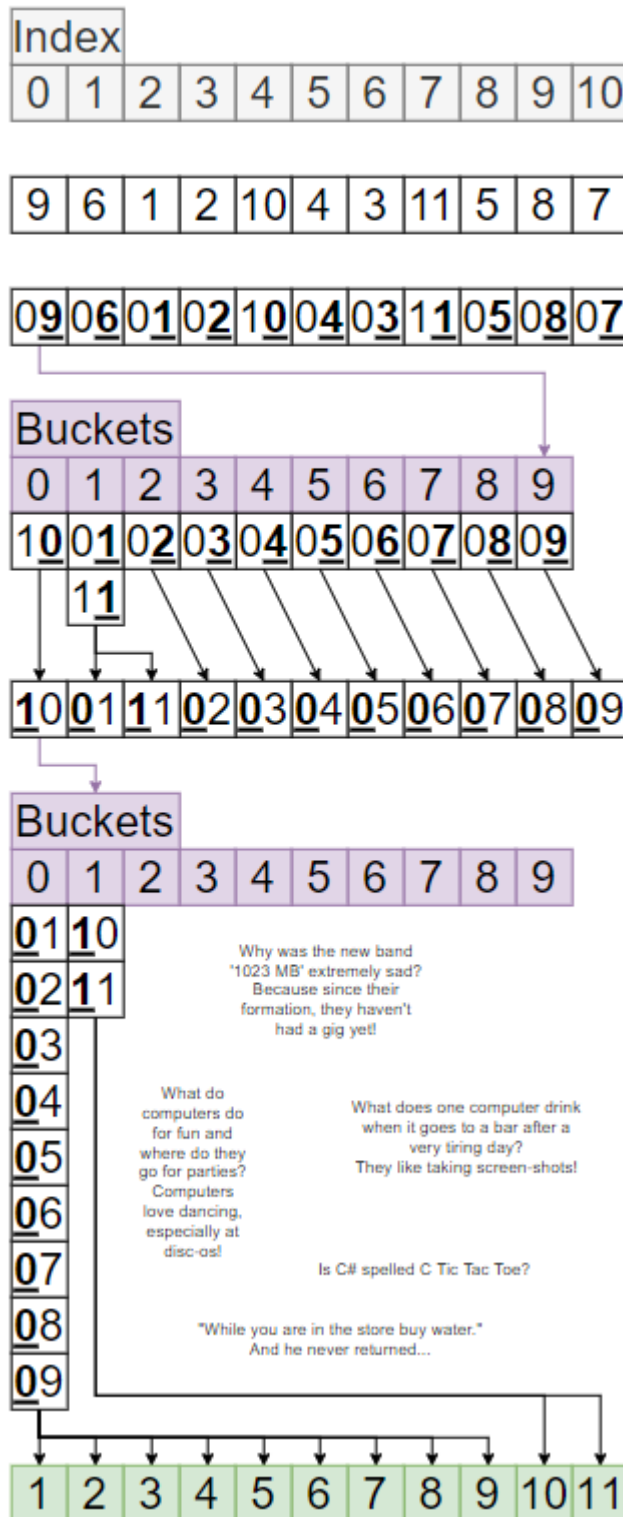 Index
0 1 2 3 4 5 6 7 8 9 10
9 6 1 2 10 4 3 11 5 8 7
09 06 01 02 10 04 03 11 05 08 07
Buckets
0 1 2 3 4 5 6 7 8 9
10 01 02 03 04 05 06 07 08 09
11
10 01 11 02 03 04 05 06 07 08 09
Buckets
0 1 2 3 4 5 6 7 8 9
01 10
02 11
03
04
05
06
07
08
09
Why was the new band
'1023 MB' extremely sad?
Because since their
formation, they haven't
had a gig yet!
What do
computers do
for fun and
where do they
go for parties?
Computers
love dancing,
especially at
disc-os!
What does one computer drink
when it goes to a bar after a
very tiring day?
They like taking screen-shots!
Is C# spelled C Tic Tac Toe?
"While you are in the store buy water."
And he never returned...
1 2 3 4 5 6 7 8 9 10 11